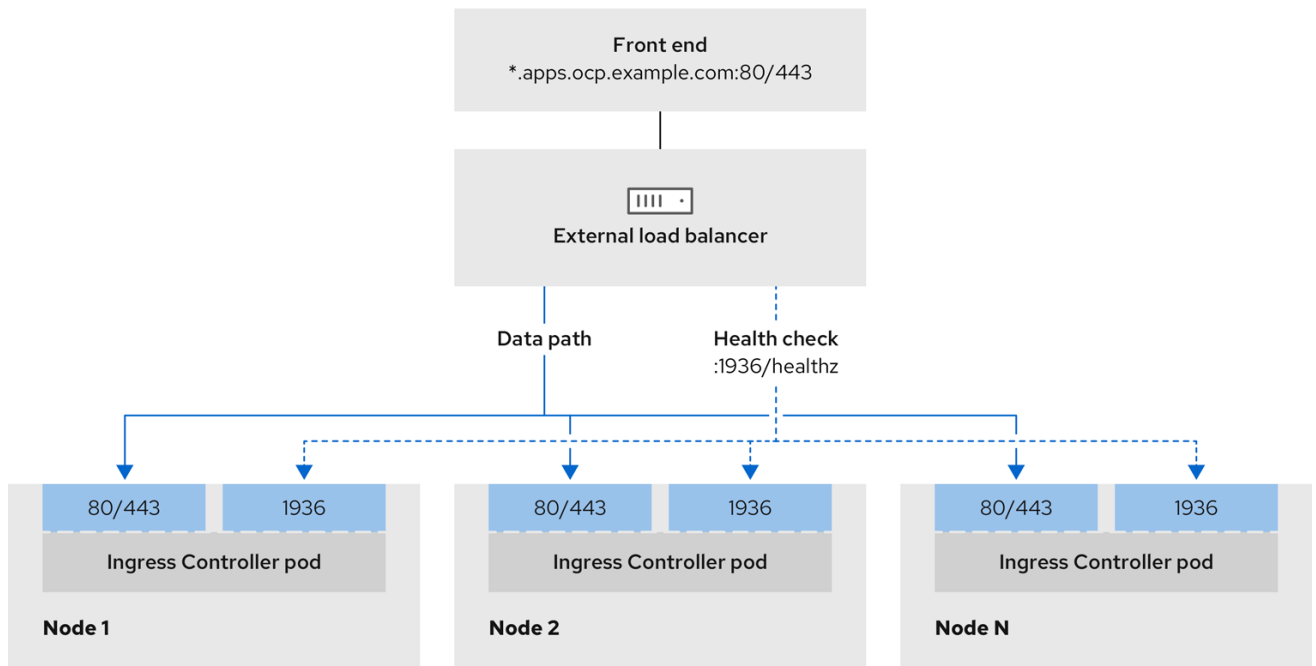 Front end
*.apps.ocp.example.com:80/443
External load balancer
Data path
Health check
:1936/healthz
80/443
1936
80/443
1936
80/443
1936
Ingress Controller pod
Ingress Controller pod
Ingress Controller pod
Node 1
Node 2
Node N